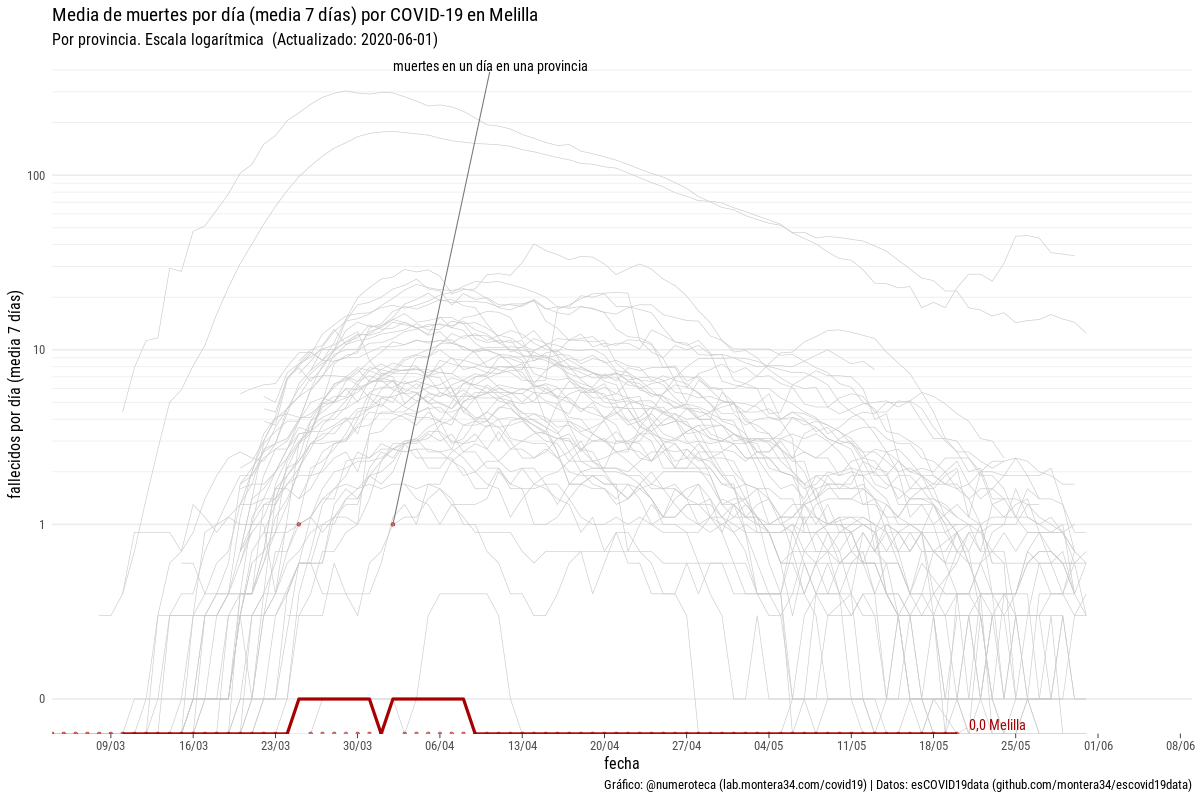 Media de muertes por día (media 7 días) por COVID-19 en Melilla
Por provincia. Escala logarítmica  (Actualizado: 2020-06-01)
muertes en un día en una provincia
fallecidos por día (media 7 días)
100
10
1
0
0,0 Melilla
09/03 16/03 23/03 30/03 06/04 13/04 20/04 27/04 04/05 11/05 18/05 25/05 01/06 08/06
fecha
Gráfico: @numeroteca (lab.montera34.com/covid19) | Datos: esCOVID19data (github.com/montera34/escovid19data)